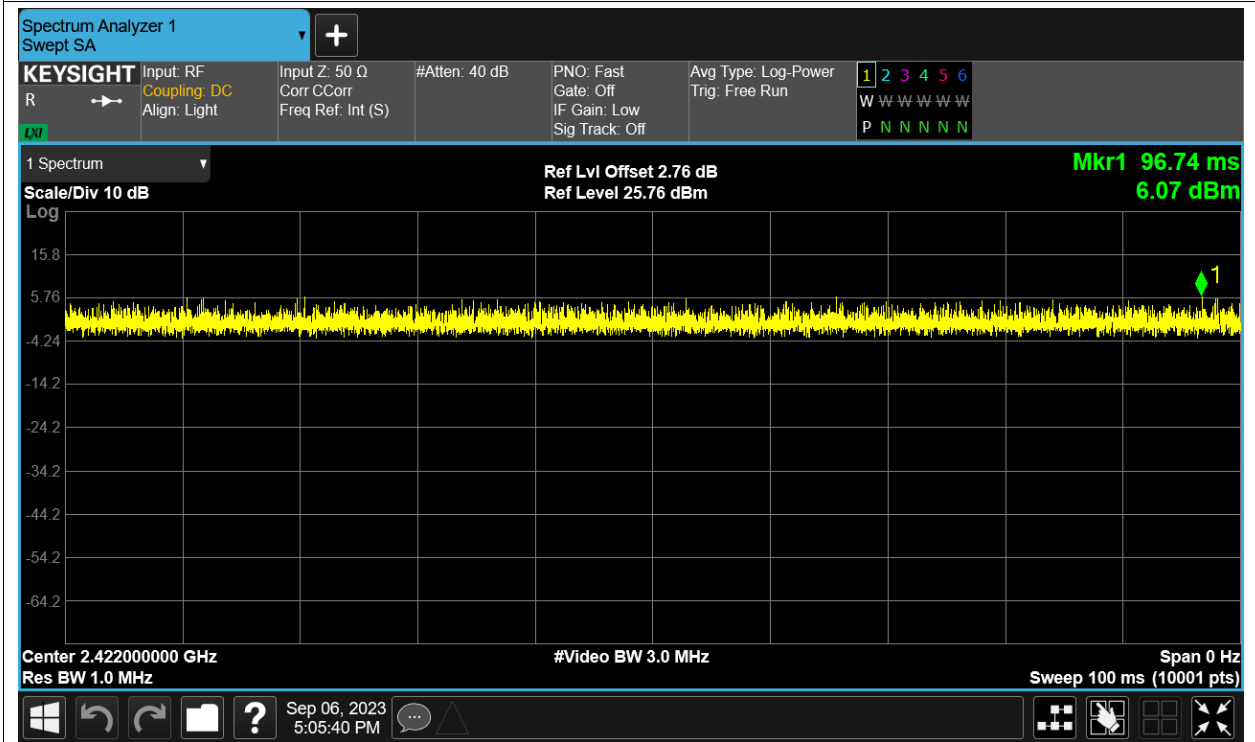 Spectrum Analyzer 1
Swept SA
KEYSIGHT
R
LXI
Input: RF
Coupling: DC
Align: Light
Input Z: 50 Ω
Corr CCorr
Freq Ref: Int (S)
#Atten: 40 dB
PNO: Fast
Gate: Off
IF Gain: Low
Sig Track: Off
Avg Type: Log-Power
Trig: Free Run
1 2 3 4 5 6
W W W W W W
P N N N N N
1 Spectrum
Scale/Div 10 dB
Ref Lvl Offset 2.76 dB
Ref Level 25.76 dBm
Mkr1 96.74 ms
6.07 dBm
Log
15.8
5.76
-4.24
-14.2
-24.2
-34.2
-44.2
-54.2
-64.2
1
Center 2.422000000 GHz
Res BW 1.0 MHz
#Video BW 3.0 MHz
Span 0 Hz
Sweep 100 ms (10001 pts)
?
Sep 06, 2023
5:05:40 PM